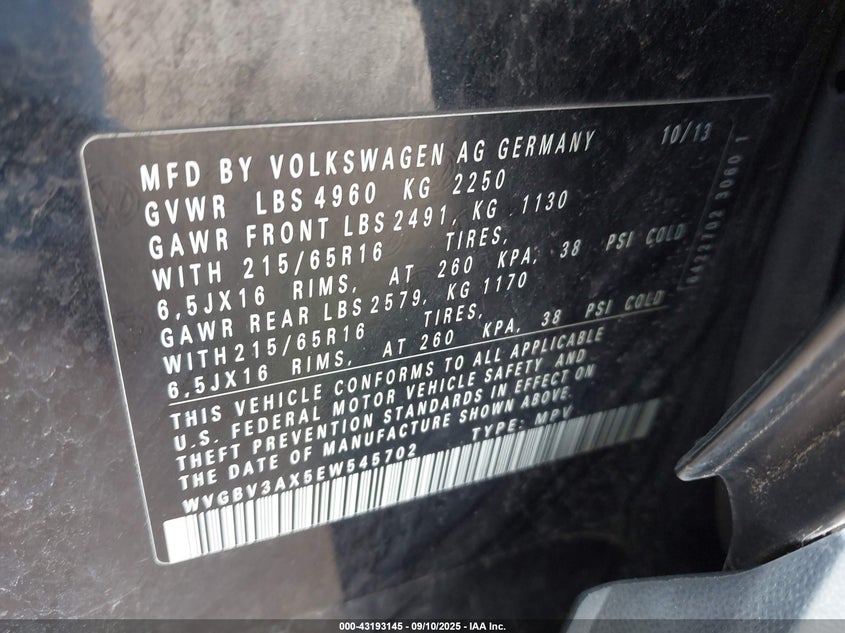 MFD BY VOLKSWAGEN AG GERMANY 10/13
GVWR LBS 4960 KG 2250
GAWR FRONT LBS 2491, KG 1130
WITH 215/65R16 TIRES,
6,5JX16 RIMS, AT 260 KPA, 38 PSI COLD
GAWR REAR LBS 2579, KG 1170
WITH 215/65R16 TIRES,
6,5JX16 RIMS, AT 260 KPA, 38 PSI COLD
THIS VEHICLE CONFORMS TO ALL APPLICABLE
U.S. FEDERAL MOTOR VEHICLE SAFETY AND
THEFT PREVENTION STANDARDS IN EFFECT ON
THE DATE OF MANUFACTURE SHOWN ABOVE.
WVGBV3AX5EW545702 TYPE: MPV
000-43193145 - 09/10/2025 - IAA Inc.